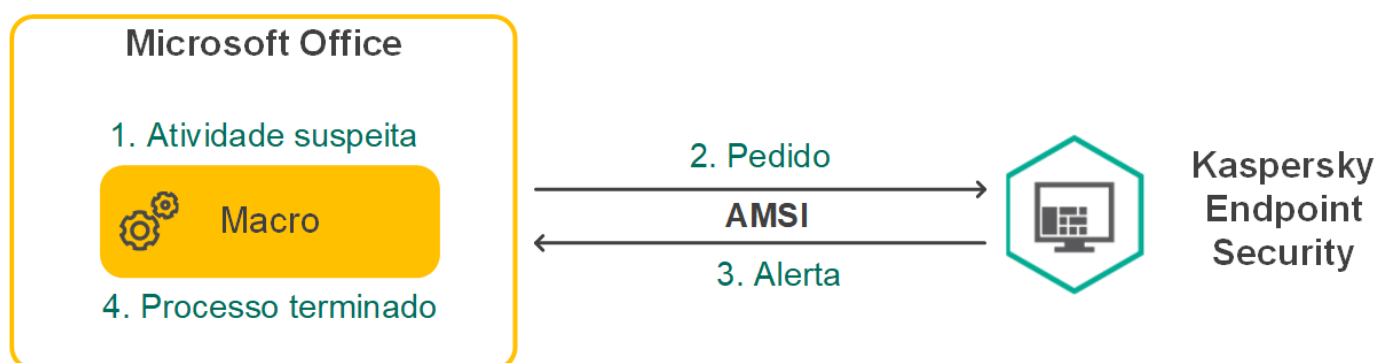 Microsoft Office
1. Atividade suspeita
Macro
4. Processo terminado
2. Pedido
AMSI
3. Alerta
Kaspersky
Endpoint
Security